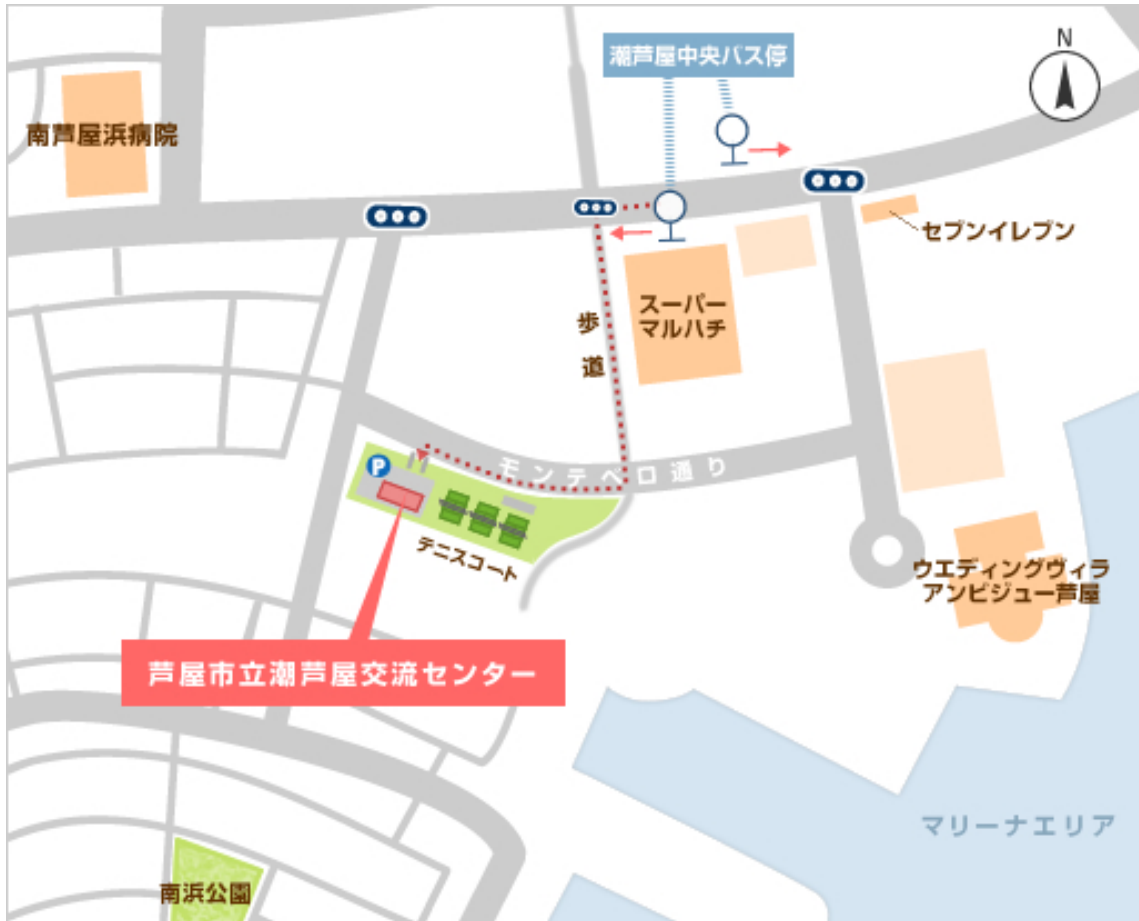 潮芦屋中央バス停
N
南芦屋浜病院
セブンイレブン
スーパー
マルハチ
歩
道
モンテベロ通り
P
テニスコート
ウエディングヴィラ
アンビジュー芦屋
芦屋市立潮芦屋交流センター
マリーナエリア
南浜公園